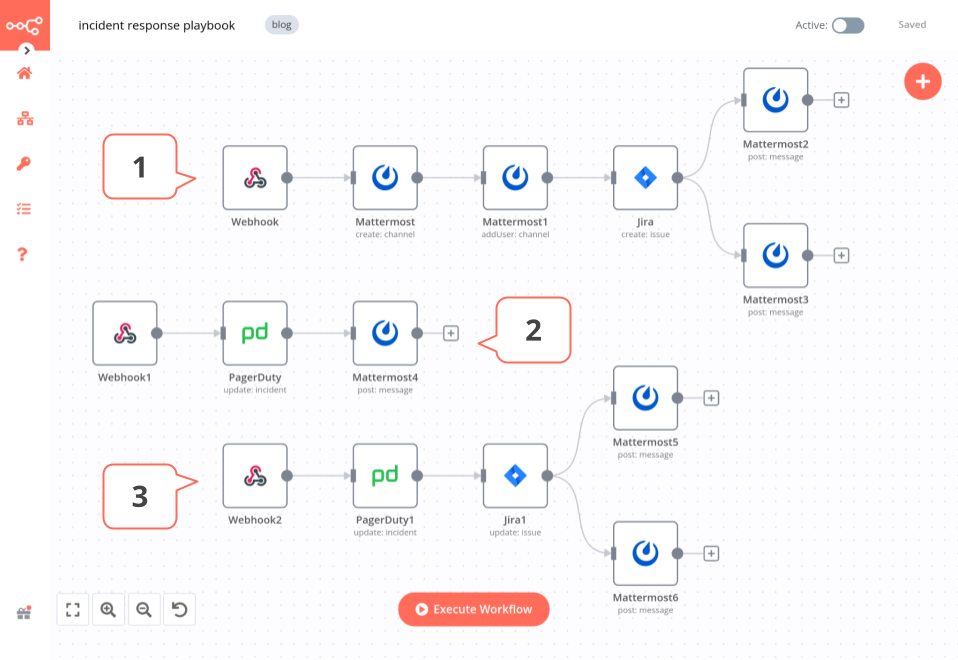 incident response playbook
blog
Active:
Saved
1
Webhook
Mattermost
create: channel
Mattermost1
addUser: channel
Jira
create: issue
Mattermost2
post: message
Mattermost3
post: message
Webhook1
pd
PagerDuty
update: incident
Mattermost4
post: message
2
3
Webhook2
pd
PagerDuty1
update: incident
Jira1
update: issue
Mattermost5
post: message
Mattermost6
post: message
?
Execute Workflow